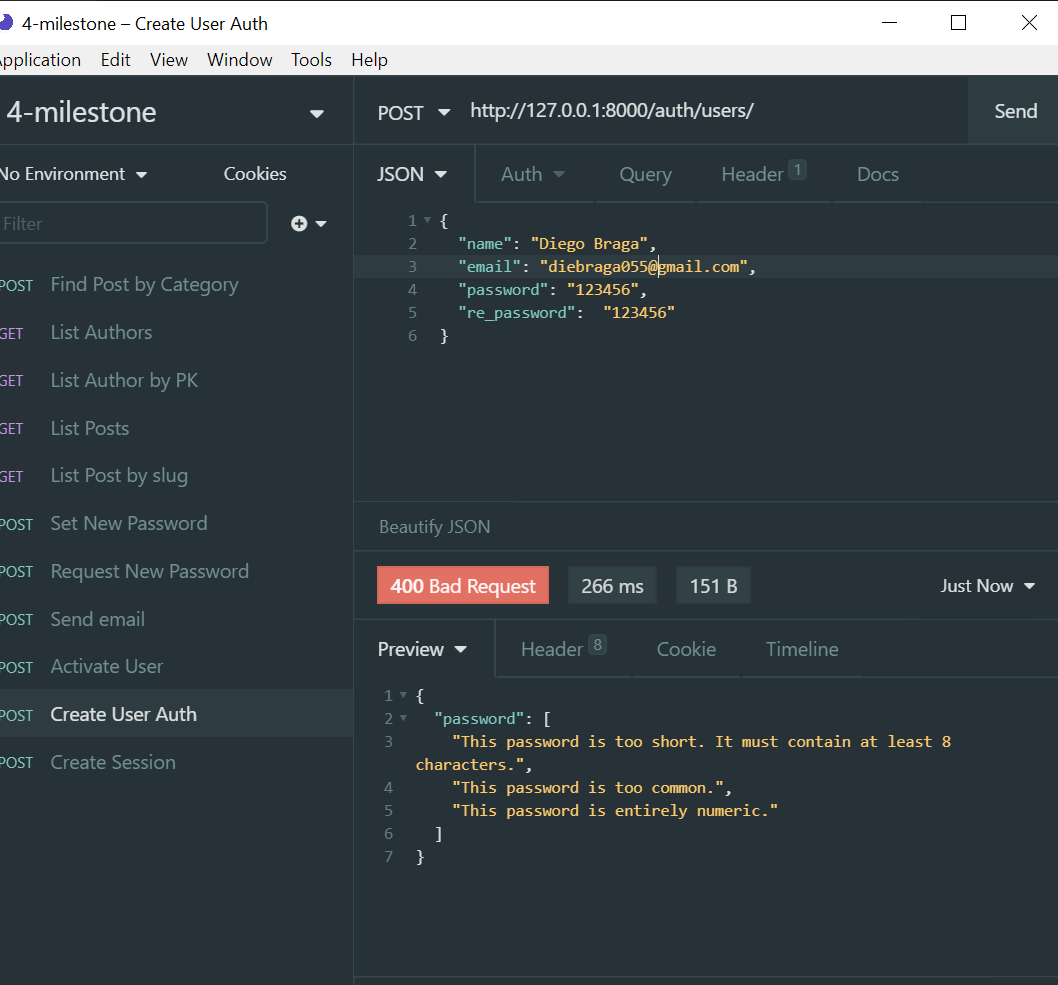 4-milestone – Create User Auth
Application Edit View Window Tools Help
4-milestone
No Environment Cookies
Filter
POST Find Post by Category
GET List Authors
GET List Author by PK
GET List Posts
GET List Post by slug
POST Set New Password
POST Request New Password
POST Send email
POST Activate User
POST Create User Auth
POST Create Session
POST http://127.0.0.1:8000/auth/users/ Send
JSON Auth Query Header 1 Docs
1 {
2 "name": "Diego Braga",
3 "email": "diebraga055@gmail.com",
4 "password": "123456",
5 "re_password":  "123456"
6 }
Beautify JSON
400 Bad Request 266 ms 151 B Just Now
Preview Header 8 Cookie Timeline
1 {
2 "password": [
3 "This password is too short. It must contain at least 8
characters.",
4 "This password is too common.",
5 "This password is entirely numeric."
6 ]
7 }